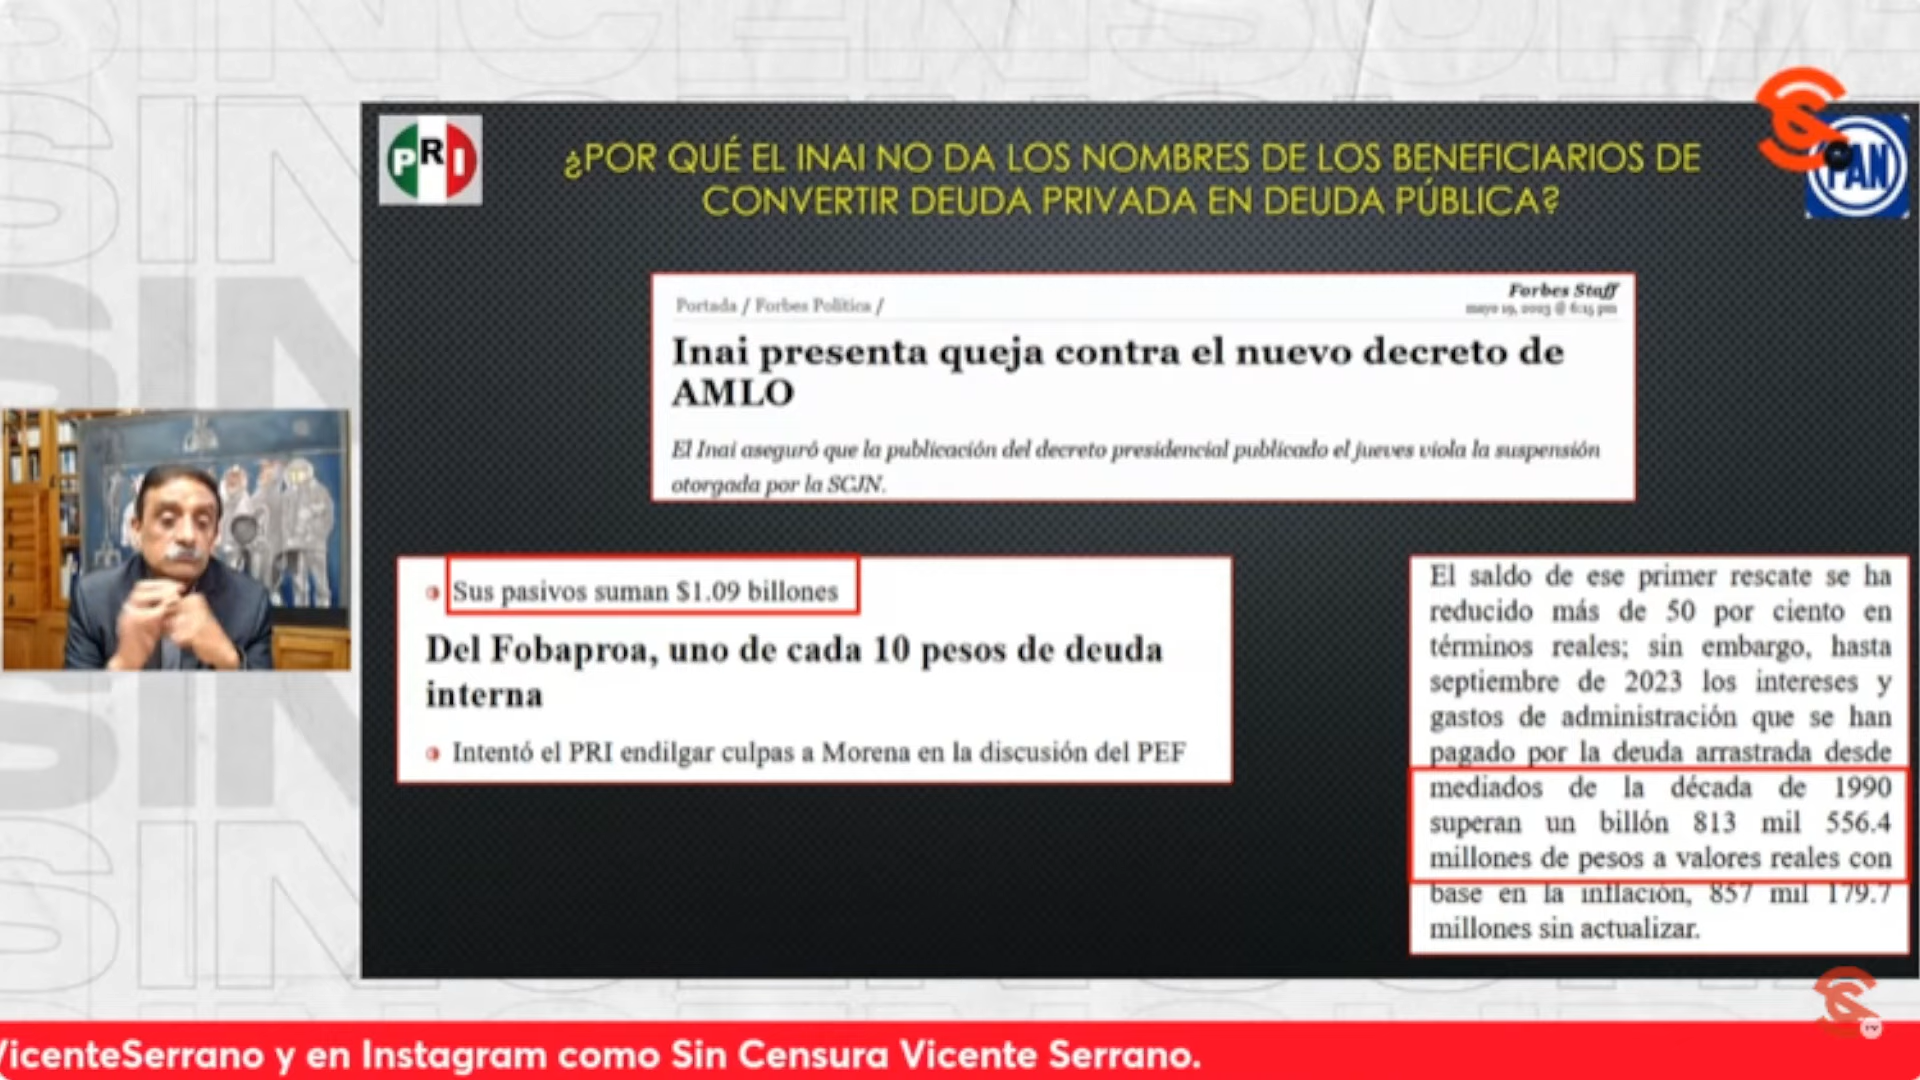 PRI
¿POR QUÉ EL INAI NO DA LOS NOMBRES DE LOS BENEFICIARIOS DE
CONVERTIR DEUDA PRIVADA EN DEUDA PÚBLICA?
PAN
Portada / Forbes Política /
Forbes Staff
mayo 19, 2023 @ 6:15 pm
Inai presenta queja contra el nuevo decreto de
AMLO
El Inai aseguró que la publicación del decreto presidencial publicado el jueves viola la suspensión
otorgada por la SCJN.
Sus pasivos suman $1.09 billones
Del Fobaproa, uno de cada 10 pesos de deuda
interna
Intentó el PRI endilgar culpas a Morena en la discusión del PEF
El saldo de ese primer rescate se ha
reducido más de 50 por ciento en
términos reales; sin embargo, hasta
septiembre de 2023 los intereses y
gastos de administración que se han
pagado por la deuda arrastrada desde
mediados de la década de 1990
superan un billón 813 mil 556.4
millones de pesos a valores reales con
base en la inflación, 857 mil 179.7
millones sin actualizar.
VicenteSerrano y en Instagram como Sin Censura Vicente Serrano.